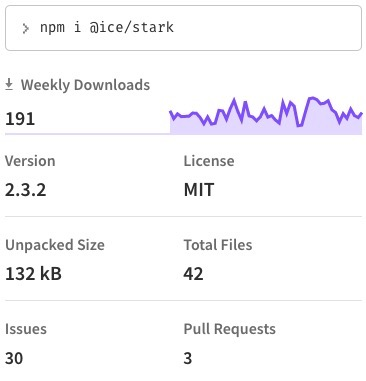 > npm i @ice/stark
Weekly Downloads
191
Version
License
2.3.2
MIT
Unpacked Size
Total Files
132 kB
42
Issues
Pull Requests
30
3